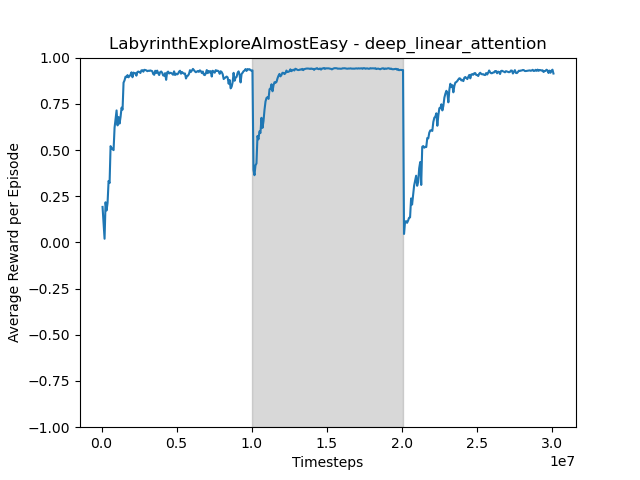 LabyrinthExploreAlmostEasy - deep_linear_attention
Average Reward per Episode
1.00
0.75
0.50
0.25
0.00
−0.25
−0.50
−0.75
−1.00
0.0 0.5 1.0 1.5 2.0 2.5 3.0
1e7
Timesteps